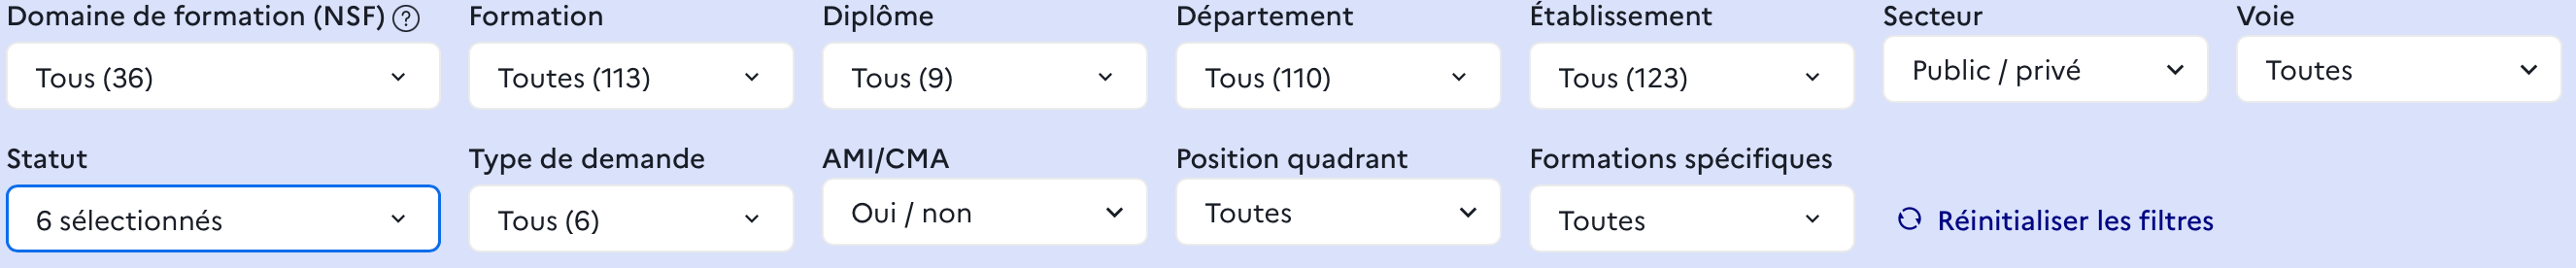 Domaine de formation (NSF) ?
Formation
Diplôme
Département
Établissement
Secteur
Voie
Tous (36)
Toutes (113)
Tous (9)
Tous (110)
Tous (123)
Public / privé
Toutes
Statut
Type de demande
AMI/CMA
Position quadrant
Formations spécifiques
6 sélectionnés
Tous (6)
Oui / non
Toutes
Toutes
Réinitialiser les filtres